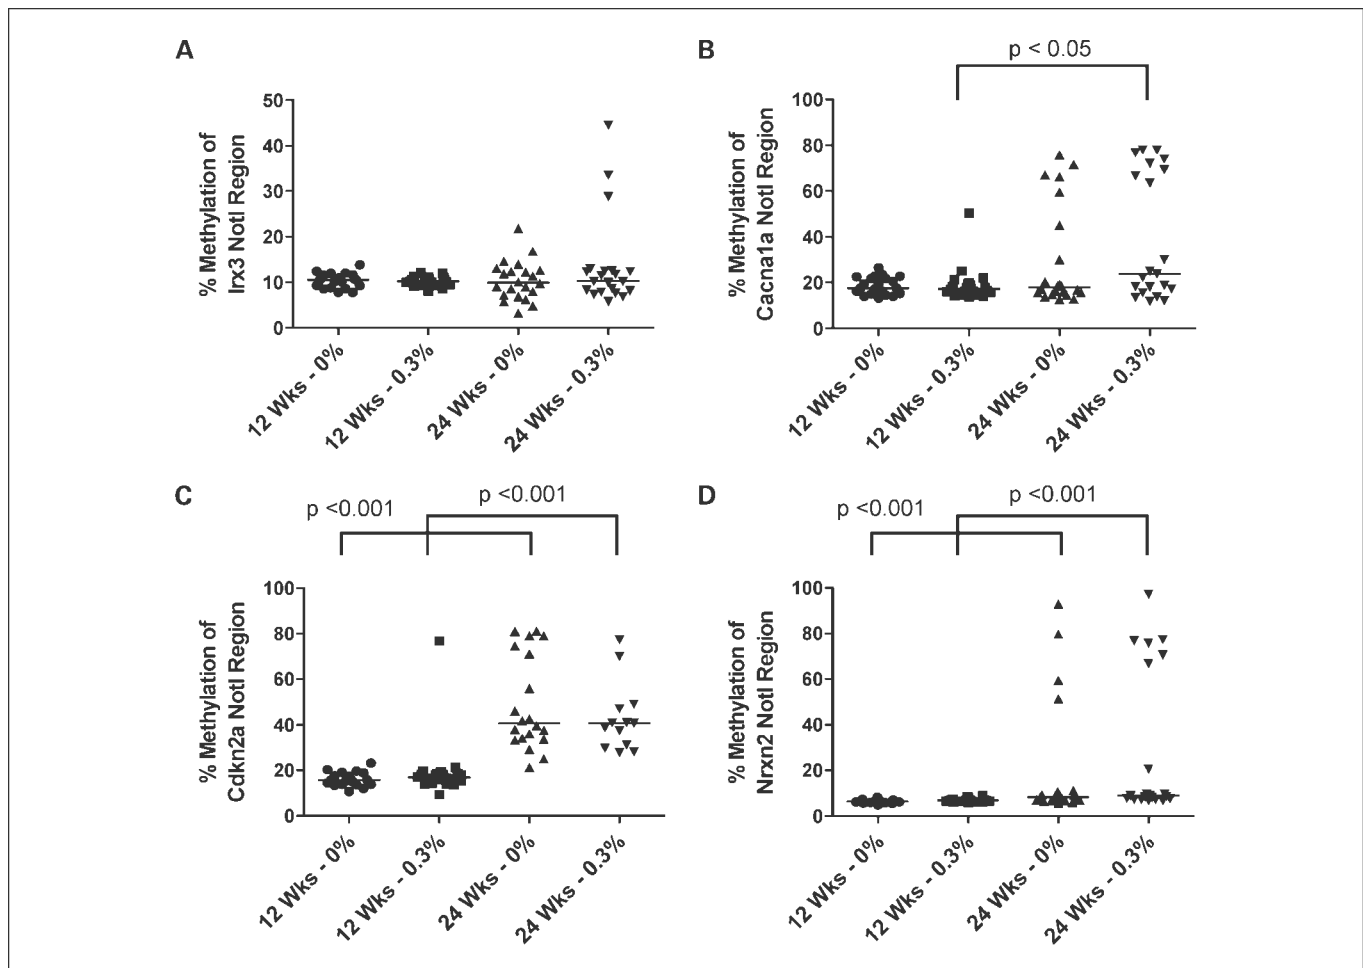 A
% Methylation of
Irx3 NotI Region
50
40
30
20
10
0
12 Wks - 0%
12 Wks - 0.3%
24 Wks - 0%
24 Wks - 0.3%
B
p < 0.05
% Methylation of
Cacna1a NotI Region
100
80
60
40
20
0
12 Wks - 0%
12 Wks - 0.3%
24 Wks - 0%
24 Wks - 0.3%
C
p <0.001
p <0.001
% Methylation of
Cdkn2a NotI Region
100
80
60
40
20
0
12 Wks - 0%
12 Wks - 0.3%
24 Wks - 0%
24 Wks - 0.3%
D
p <0.001
p <0.001
% Methylation of
Nrxn2 NotI Region
100
80
60
40
20
0
12 Wks - 0%
12 Wks - 0.3%
24 Wks - 0%
24 Wks - 0.3%